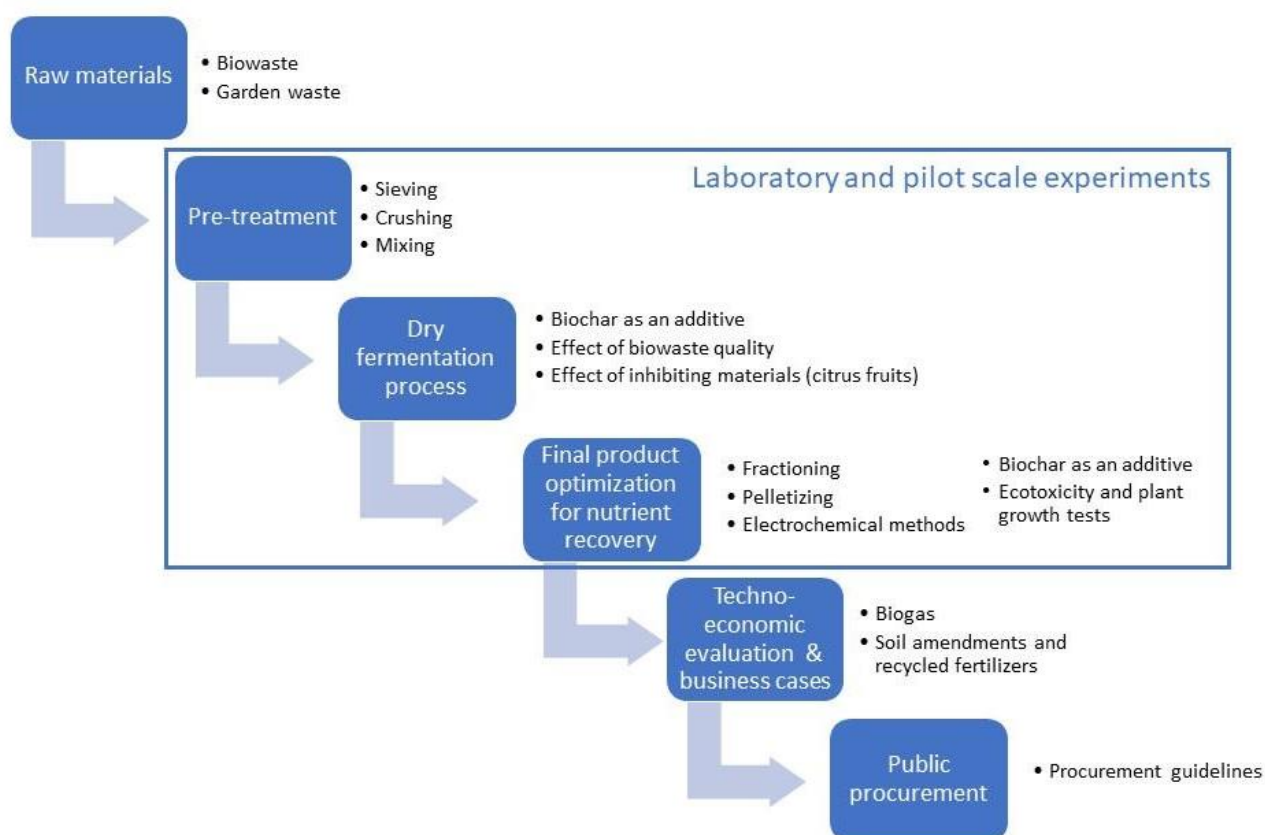 Raw materials
• Biowaste
• Garden waste
Laboratory and pilot scale experiments
Pre-treatment
• Sieving
• Crushing
• Mixing
Dry
fermentation
process
• Biochar as an additive
• Effect of biowaste quality
• Effect of inhibiting materials (citrus fruits)
Final product
optimization
for nutrient
recovery
• Fractioning
• Pelletizing
• Electrochemical methods
• Biochar as an additive
• Ecotoxicity and plant
growth tests
Techno-
economic
evaluation &
business cases
• Biogas
• Soil amendments and
recycled fertilizers
Public
procurement
• Procurement guidelines